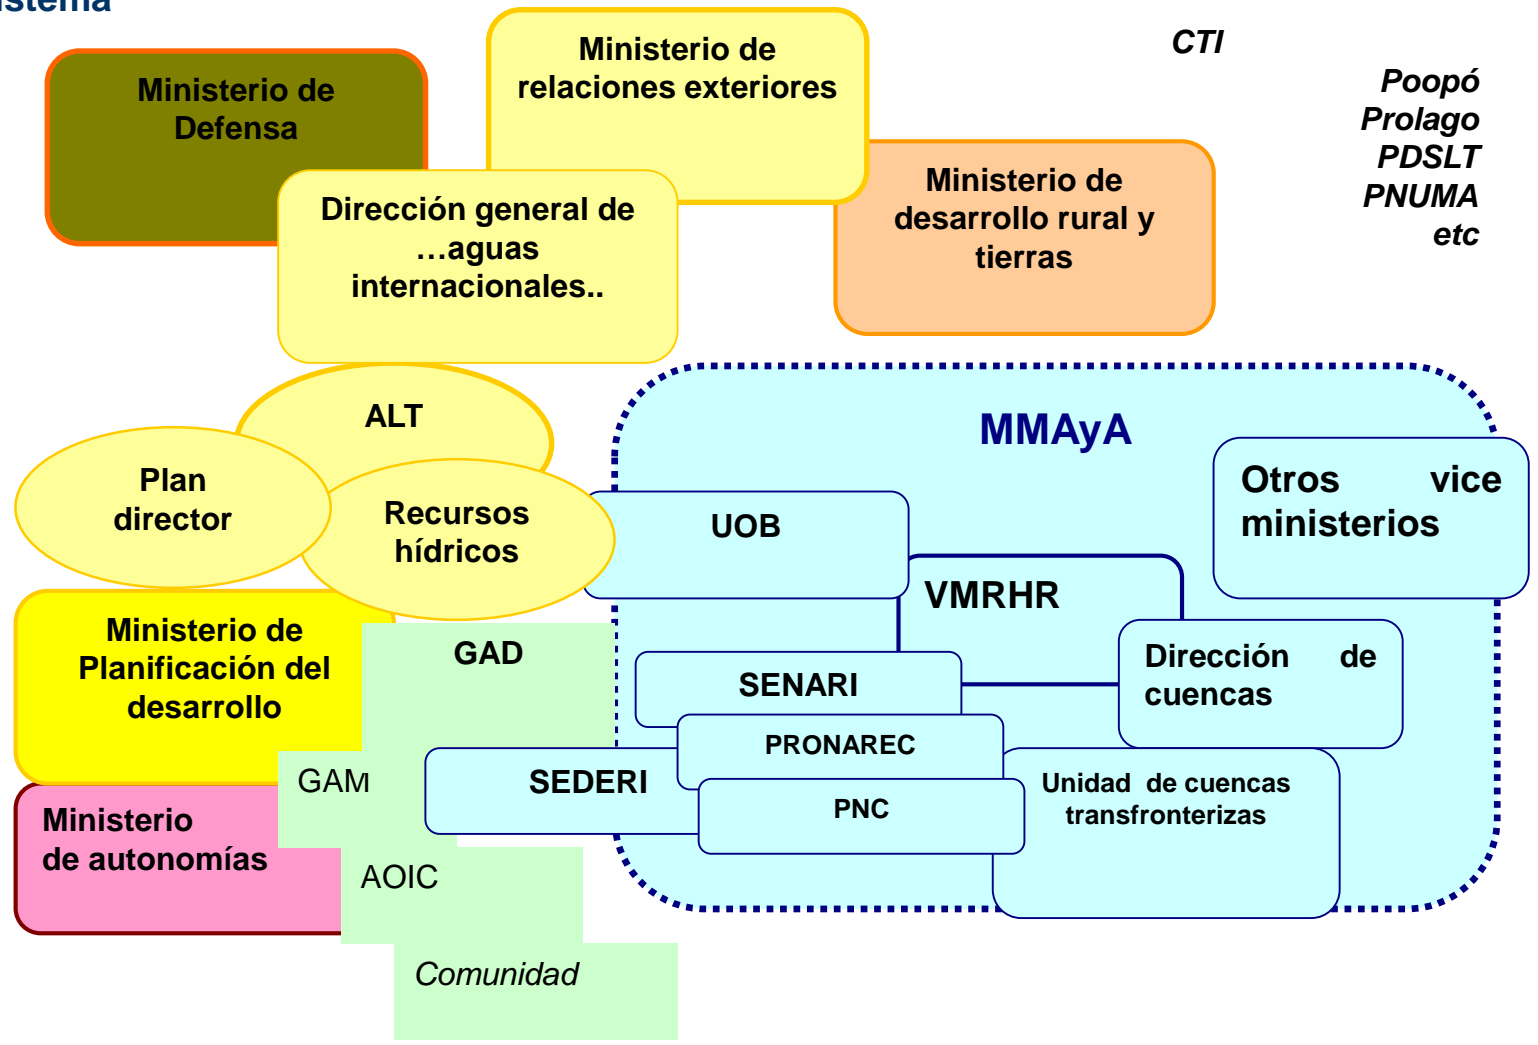 CTI
Ministerio de
relaciones exteriores
Ministerio de
Defensa
Poopó
Prolago
PDSLT
PNUMA
etc
Dirección general de
…aguas
internacionales..
Ministerio de
desarrollo rural y
tierras
ALT
MMAyA
Plan
director
Recursos
hídricos
UOB
Otros vice
ministerios
VMRHR
Ministerio de
Planificación del
desarrollo
GAD
SENARI
Dirección de
cuencas
PRONAREC
GAM
SEDERI
PNC
Unidad de cuencas
transfronterizas
Ministerio
de autonomías
AOIC
Comunidad